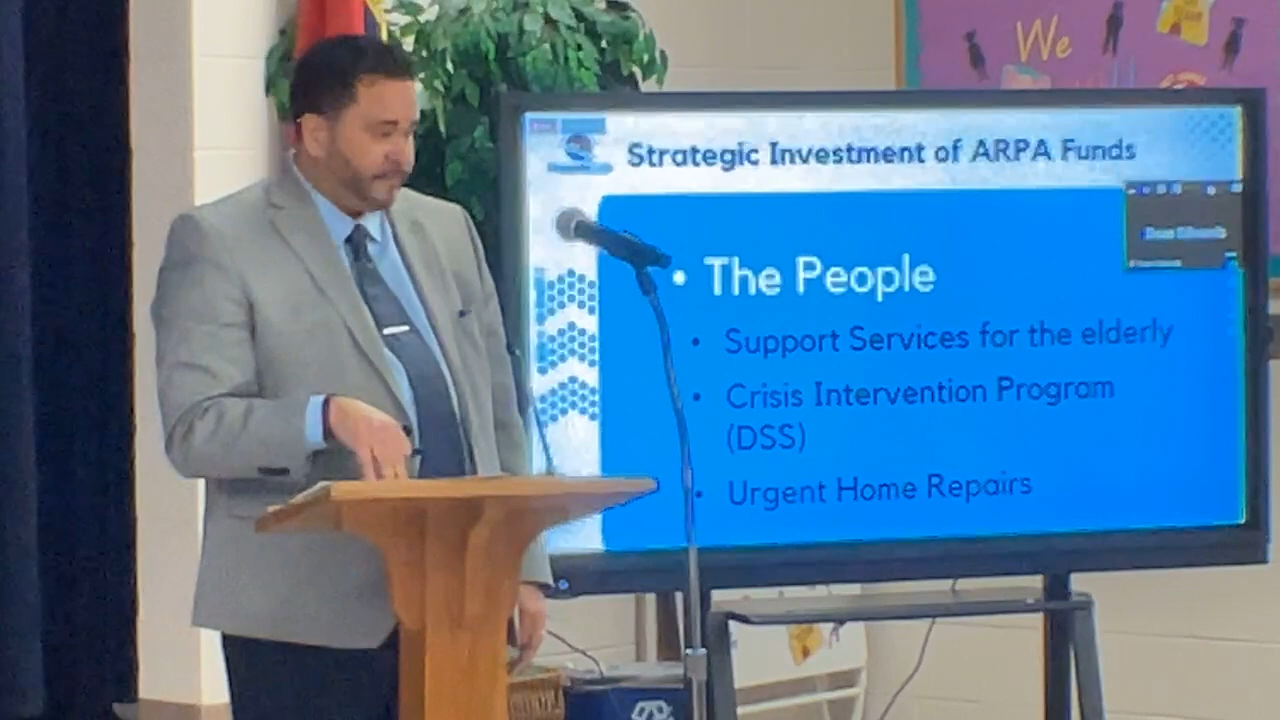 We
Strategic Investment of ARPA Funds
• The People
• Support Services for the elderly
• Crisis Intervention Program
(DSS)
• Urgent Home Repairs